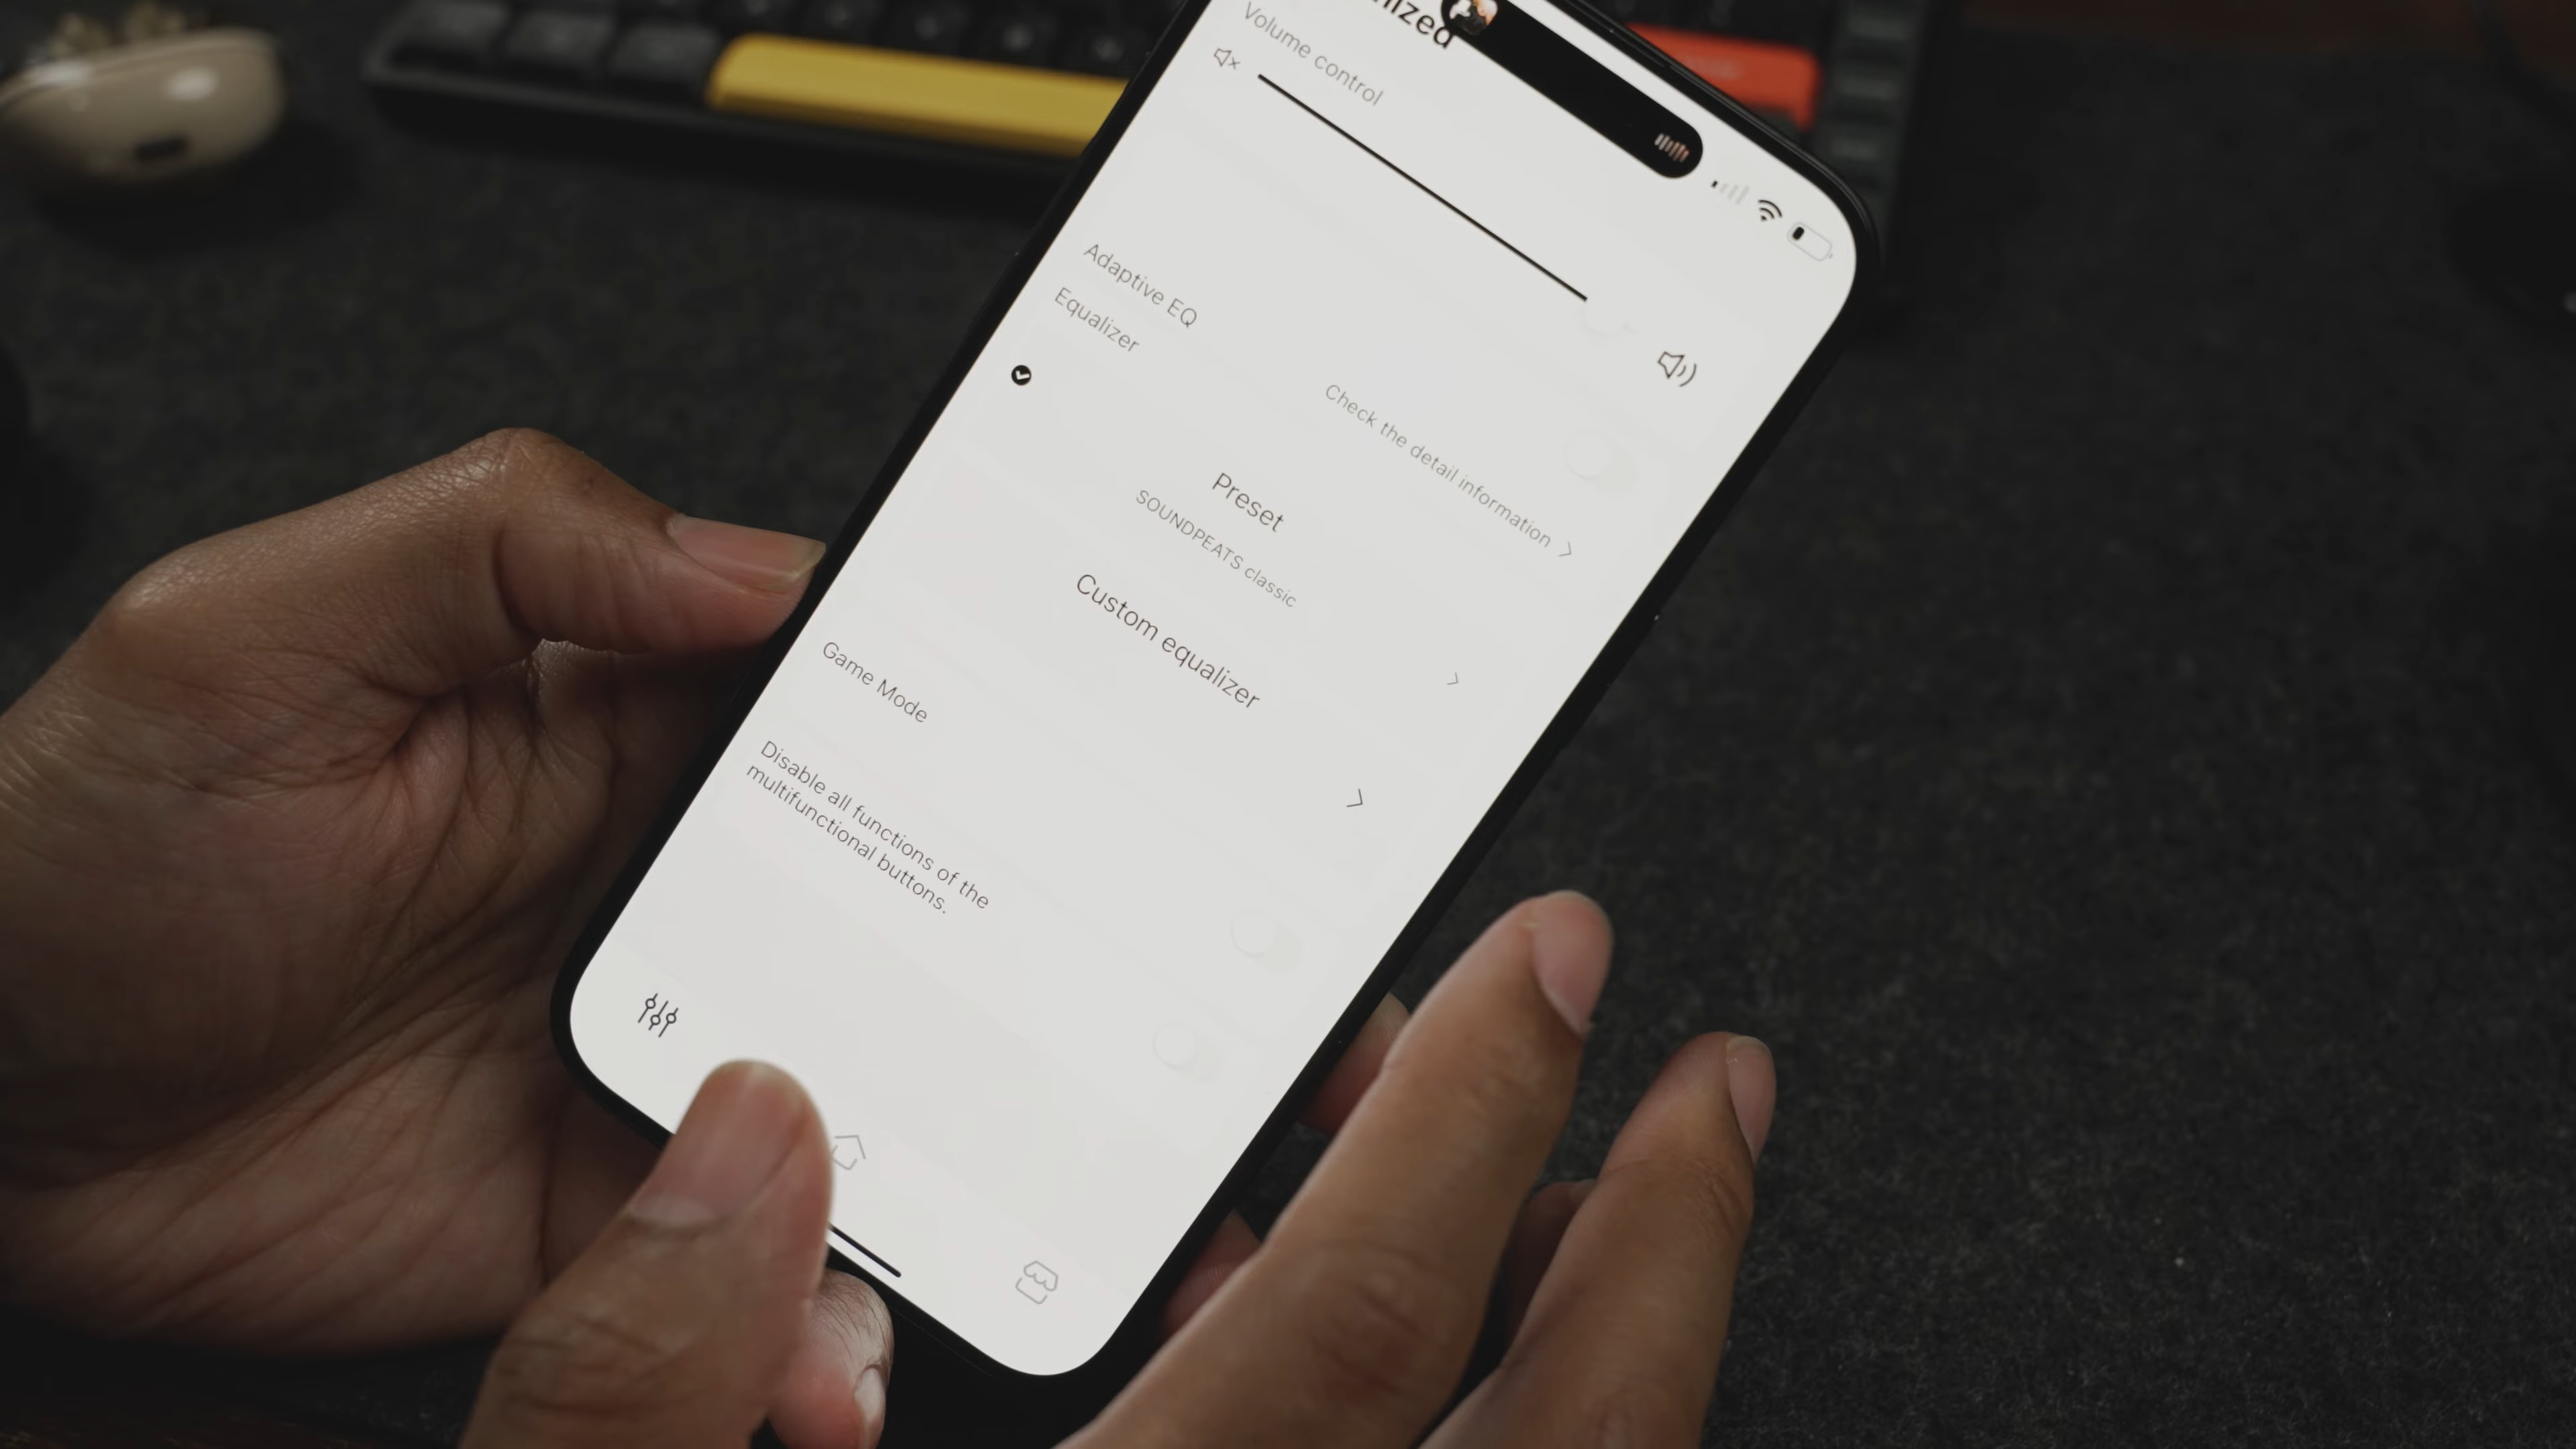 Volume control
Adaptive EQ
Check the detail information
Equalizer
Preset
SOUNDPEATS classic
Custom equalizer
Game Mode
Disable all functions of the
multifunctional buttons.